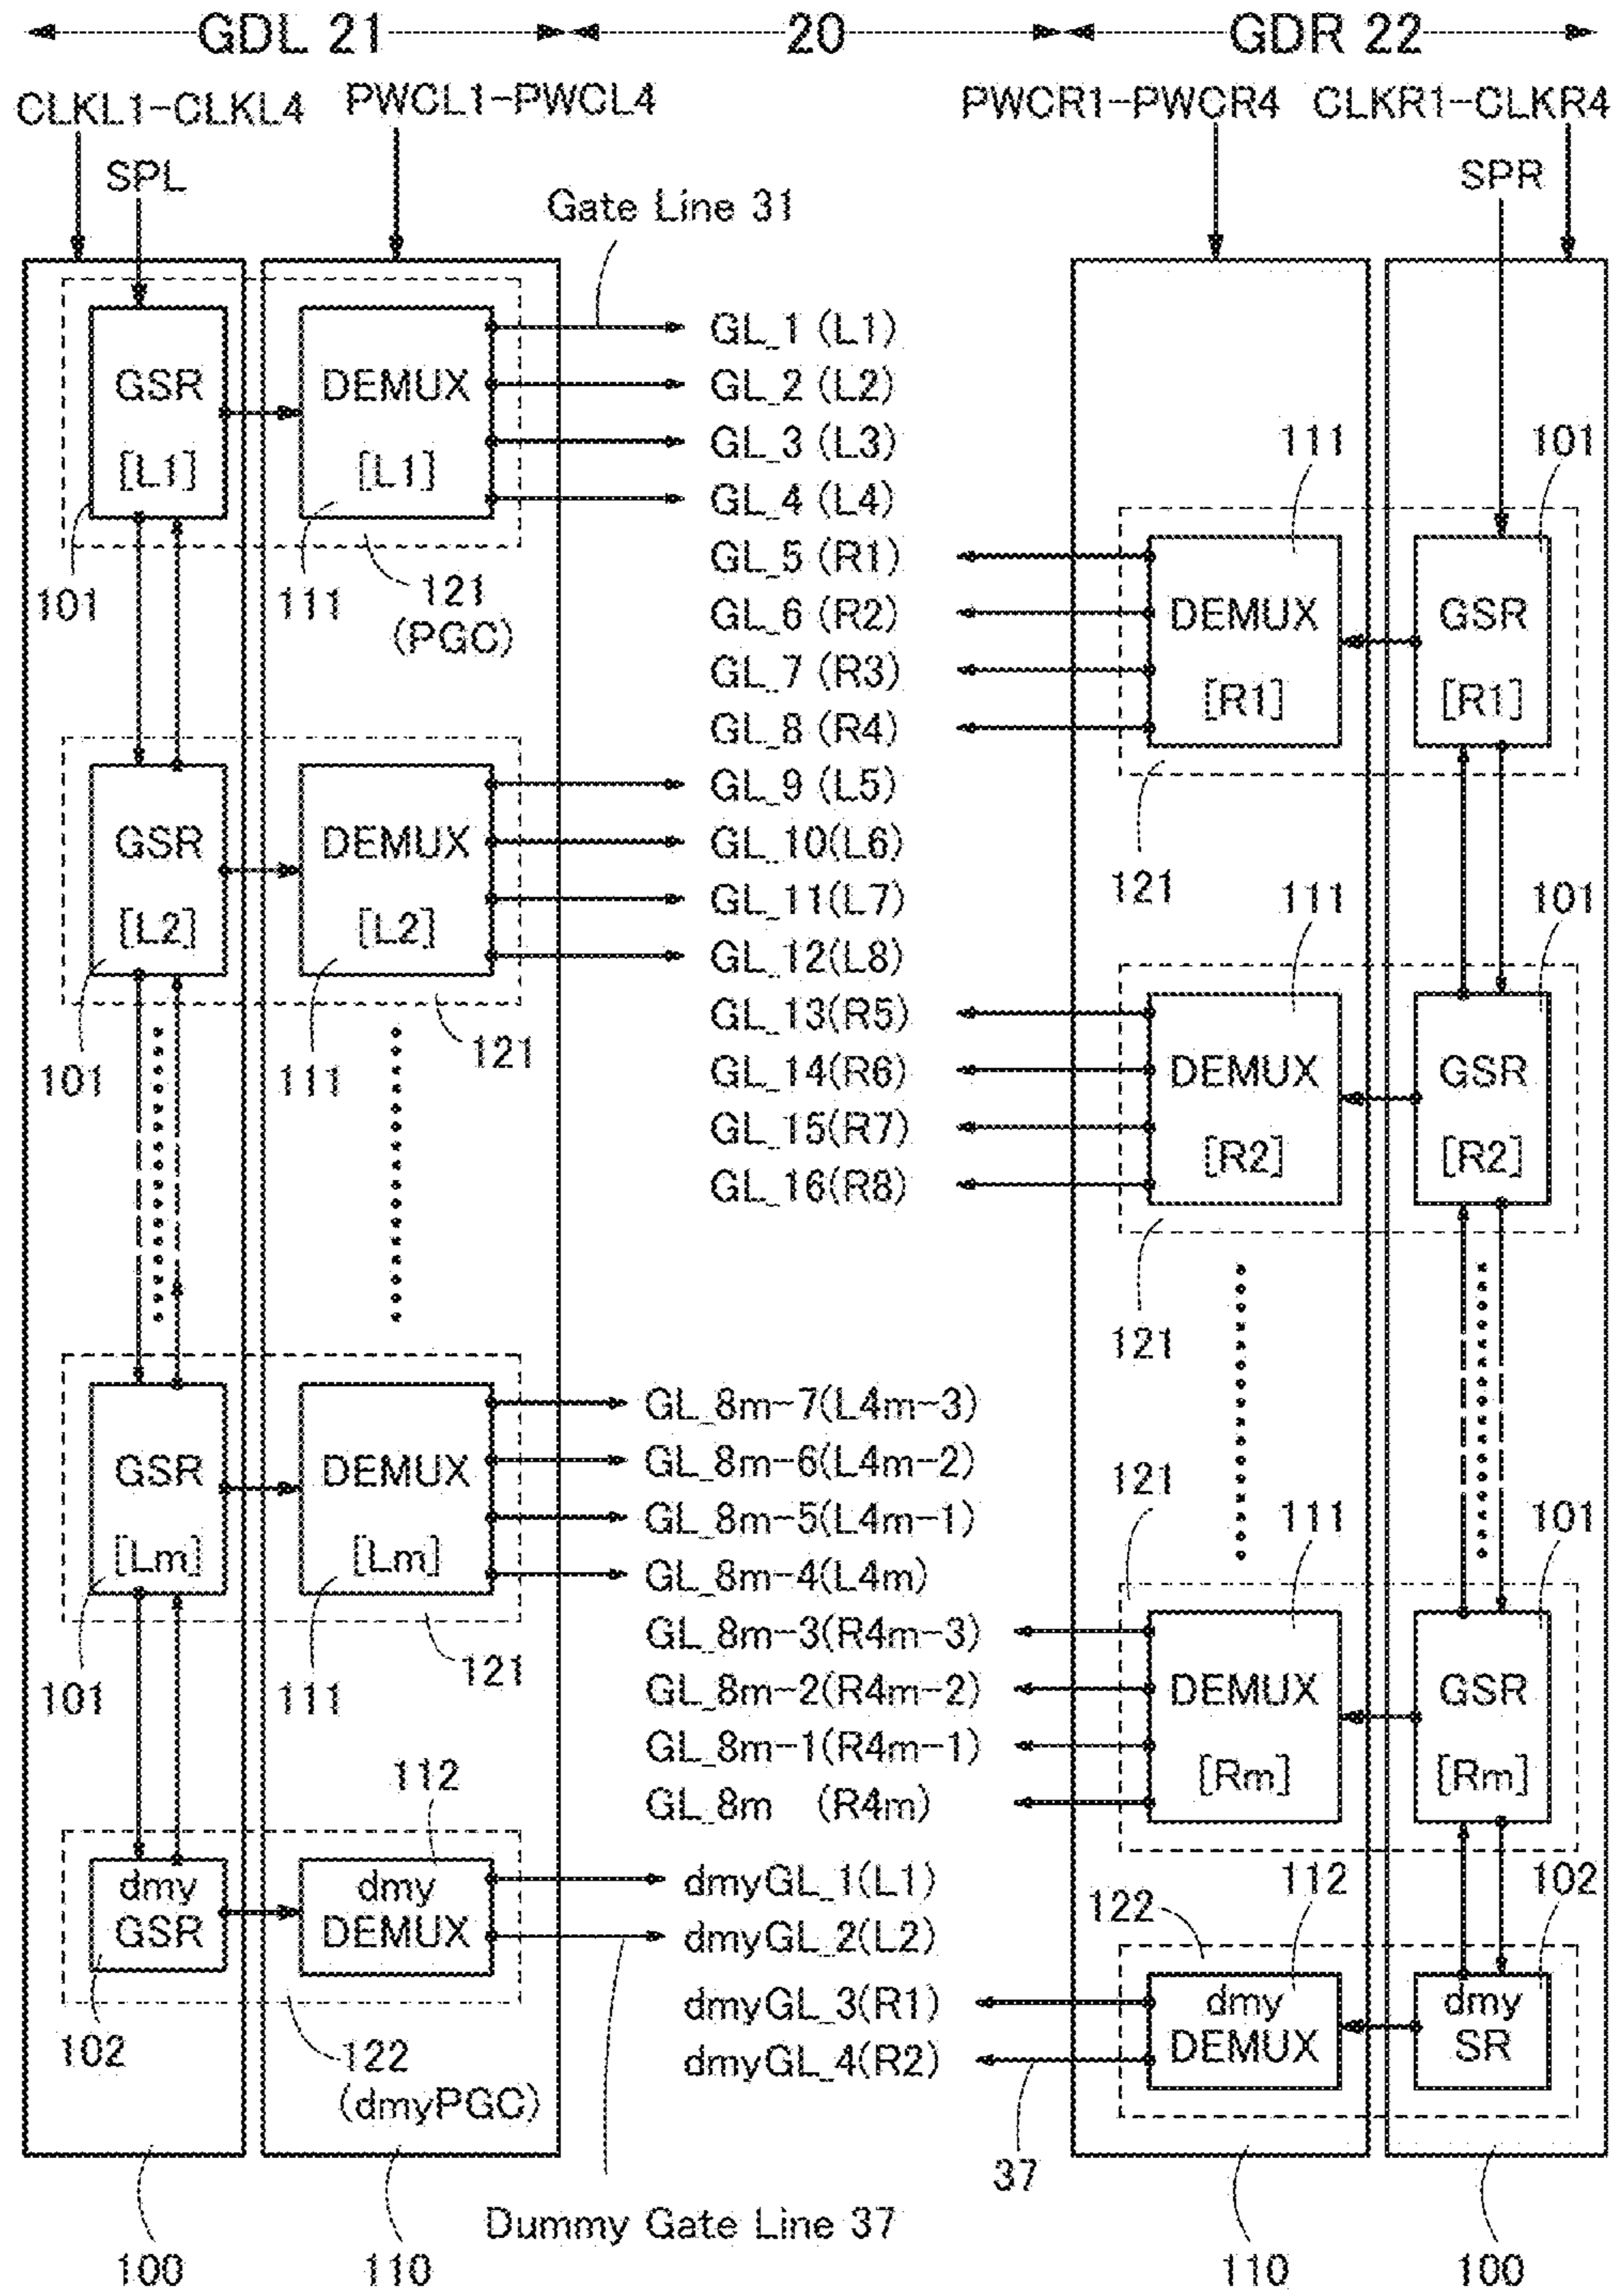 GDL 21 20 GDR 22
CLKL1-CLKL4 PWCL1-PWCL4 PWCR1-PWCR4 CLKR1-CLKR4
SPL SPR
Gate Line 31
GL_1 (L1)
GSR DEMUX GL_2 (L2)
GL_3 (L3) 111 101
[L1] [L1]
GL_4 (L4)
GL_5 (R1)
101 111 121 GL_6 (R2) DEMUX GSR
(PGC)
GL_7 (R3)
[R1] [R1]
GL_8 (R4)
GL_9 (L5)
GSR DEMUX GL_10(L6)
121 111 101
GL_11(L7)
[L2] [L2]
GL_12(L8)
GL_13(R5)
121
101 111 GL_14(R6) DEMUX GSR
GL_15(R7)
[R2] [R2]
GL_16(R8)
121
GL_8m-7(L4m-3)
GSR DEMUX GL_8m-6(L4m-2) 121
GL_8m-5(L4m-1) 111 101
[Lm] [Lm]
GL_8m-4(L4m)
GL_8m-3(R4m-3)
121
101 111 GL_8m-2(R4m-2) DEMUX GSR
GL_8m-1(R4m-1)
112 [Rm] [Rm]
GL_8m (R4m)
dmy dmy dmyGL_1(L1) 112 102
GSR DEMUX 122
dmyGL_2(L2)
dmyGL_3(R1) dmy dmy
DEMUX SR
102 122 dmyGL_4(R2)
(dmyPGC)
37
Dummy Gate Line 37
100 110 110 100